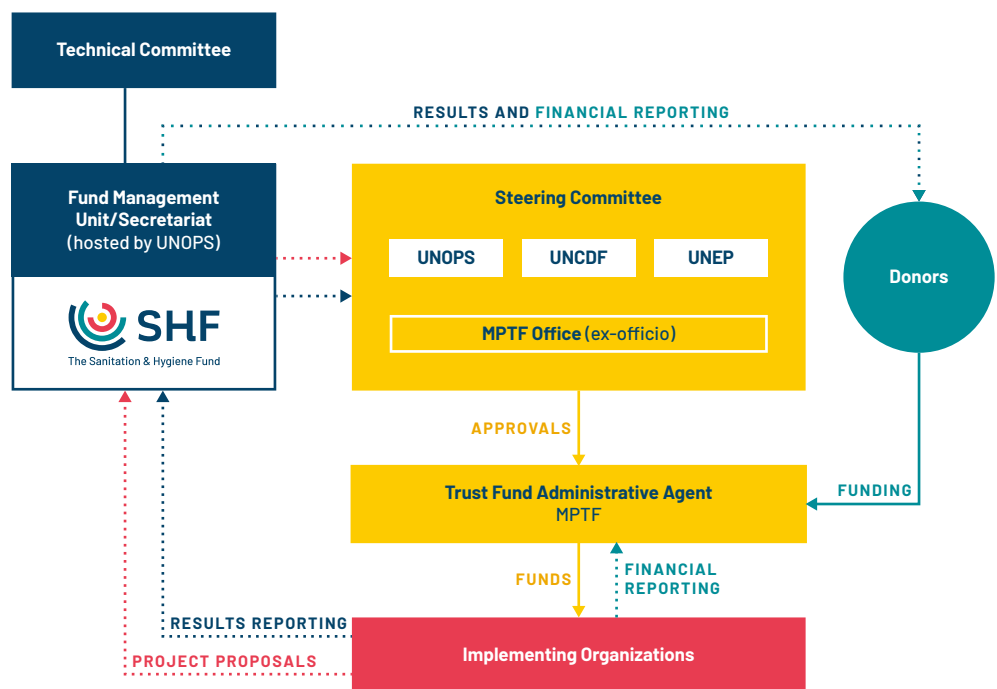 Technical Committee
RESULTS AND FINANCIAL REPORTING
Fund Management
Unit/Secretariat
(hosted by UNOPS)
SHF
The Sanitation & Hygiene Fund
Steering Committee
UNOPS
UNCDF
UNEP
MPTF Office (ex-officio)
Donors
APPROVALS
Trust Fund Administrative Agent
MPTF
FUNDING
FUNDS
FINANCIAL
REPORTING
RESULTS REPORTING
PROJECT PROPOSALS
Implementing Organizations